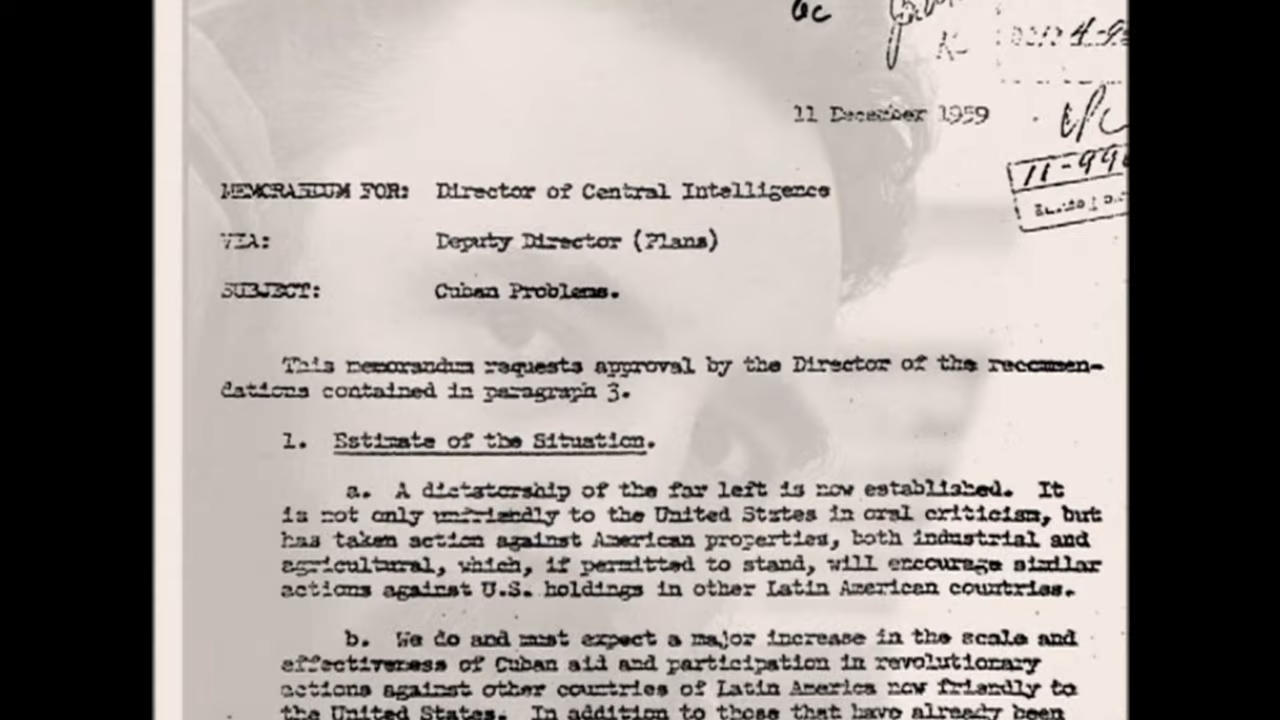 11 December 1959
MEMORANDUM FOR: Director of Central Intelligence
VIA: Deputy Director (Plans)
SUBJECT: Cuban Problems.
This memorandum requests approval by the Director of the recommen-
dations contained in paragraph 3.
1. Estimate of the Situation.
a. A dictatorship of the far left is now established. It
is not only unfriendly to the United States in oral criticism, but
has taken action against American properties, both industrial and
agricultural, which, if permitted to stand, will encourage similar
actions against U.S. holdings in other Latin American countries.
b. We do and must expect a major increase in the scale and
effectiveness of Cuban aid and participation in revolutionary
actions against other countries of Latin America now friendly to
the United States. In addition to those that have already been